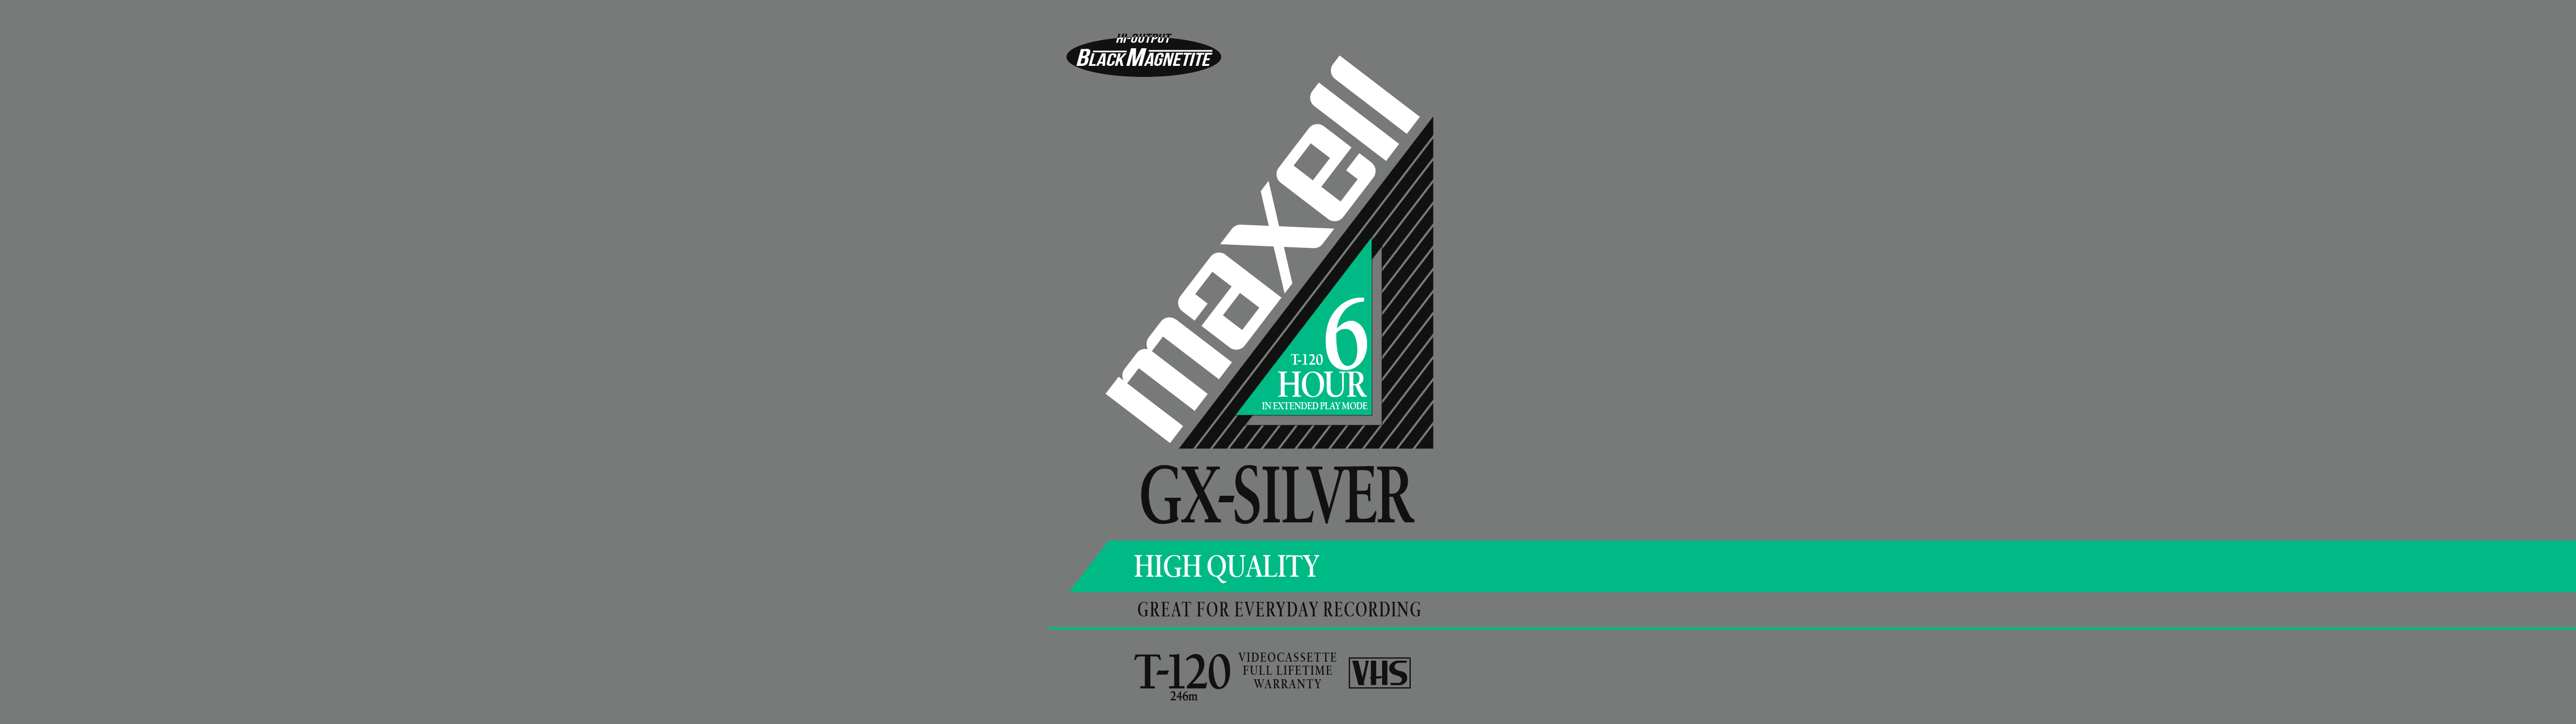 HI-OUTPUT
BLACK MAGNETITE
maxell
6
T-120
HOUR
IN EXTENDED PLAY MODE
GX-SILVER
HIGH QUALITY
GREAT FOR EVERYDAY RECORDING
T-120
246m
VIDEOCASSETTE
FULL LIFETIME
WARRANTY
VHS